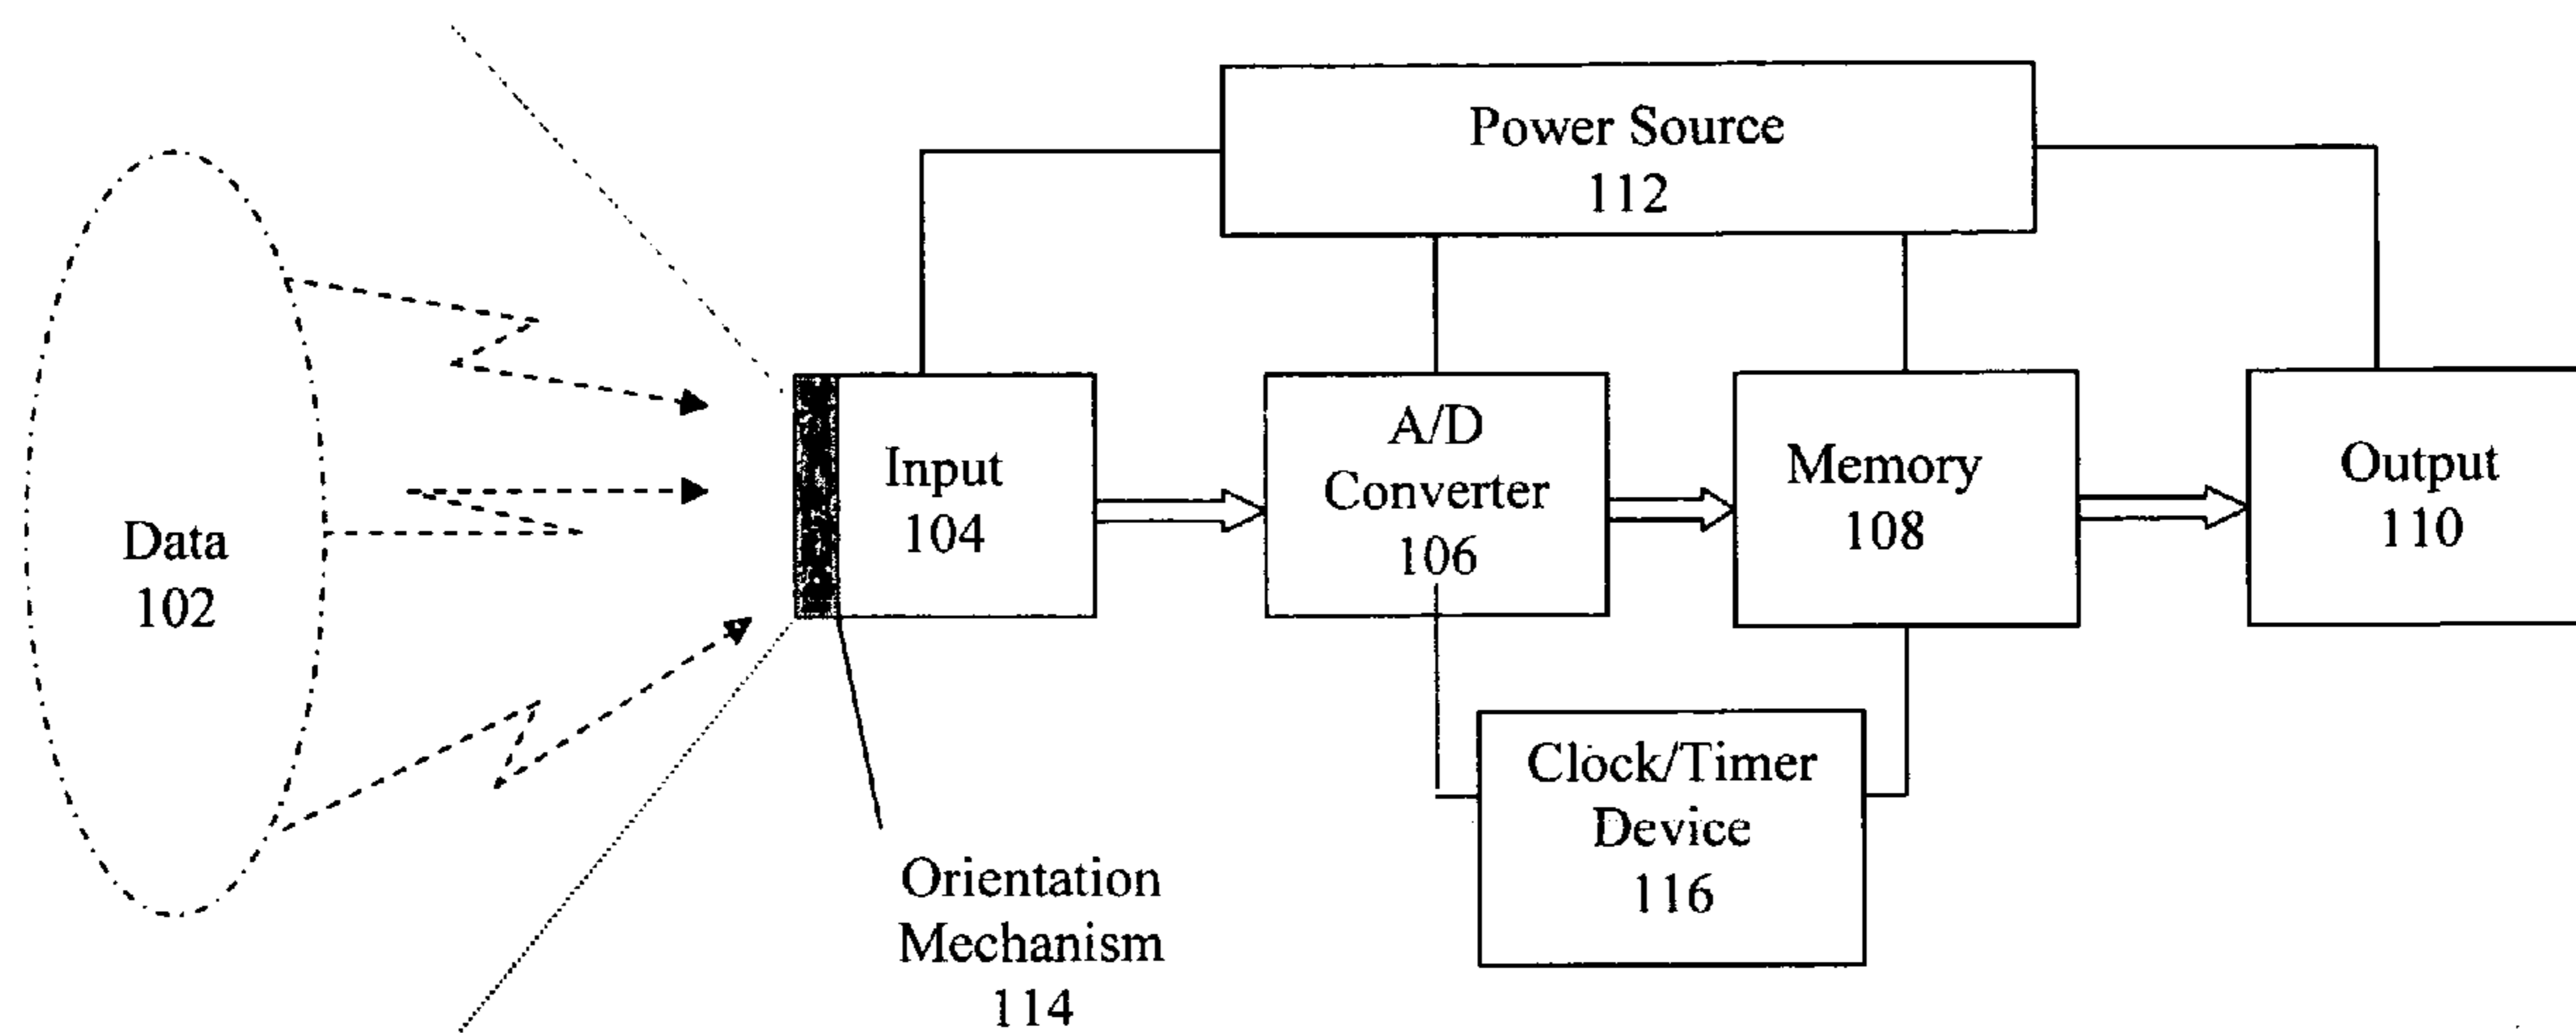 Power Source
112
Data
102
Input
104
A/D
Converter
106
Memory
108
Output
110
Clock/Timer
Device
116
Orientation
Mechanism
114